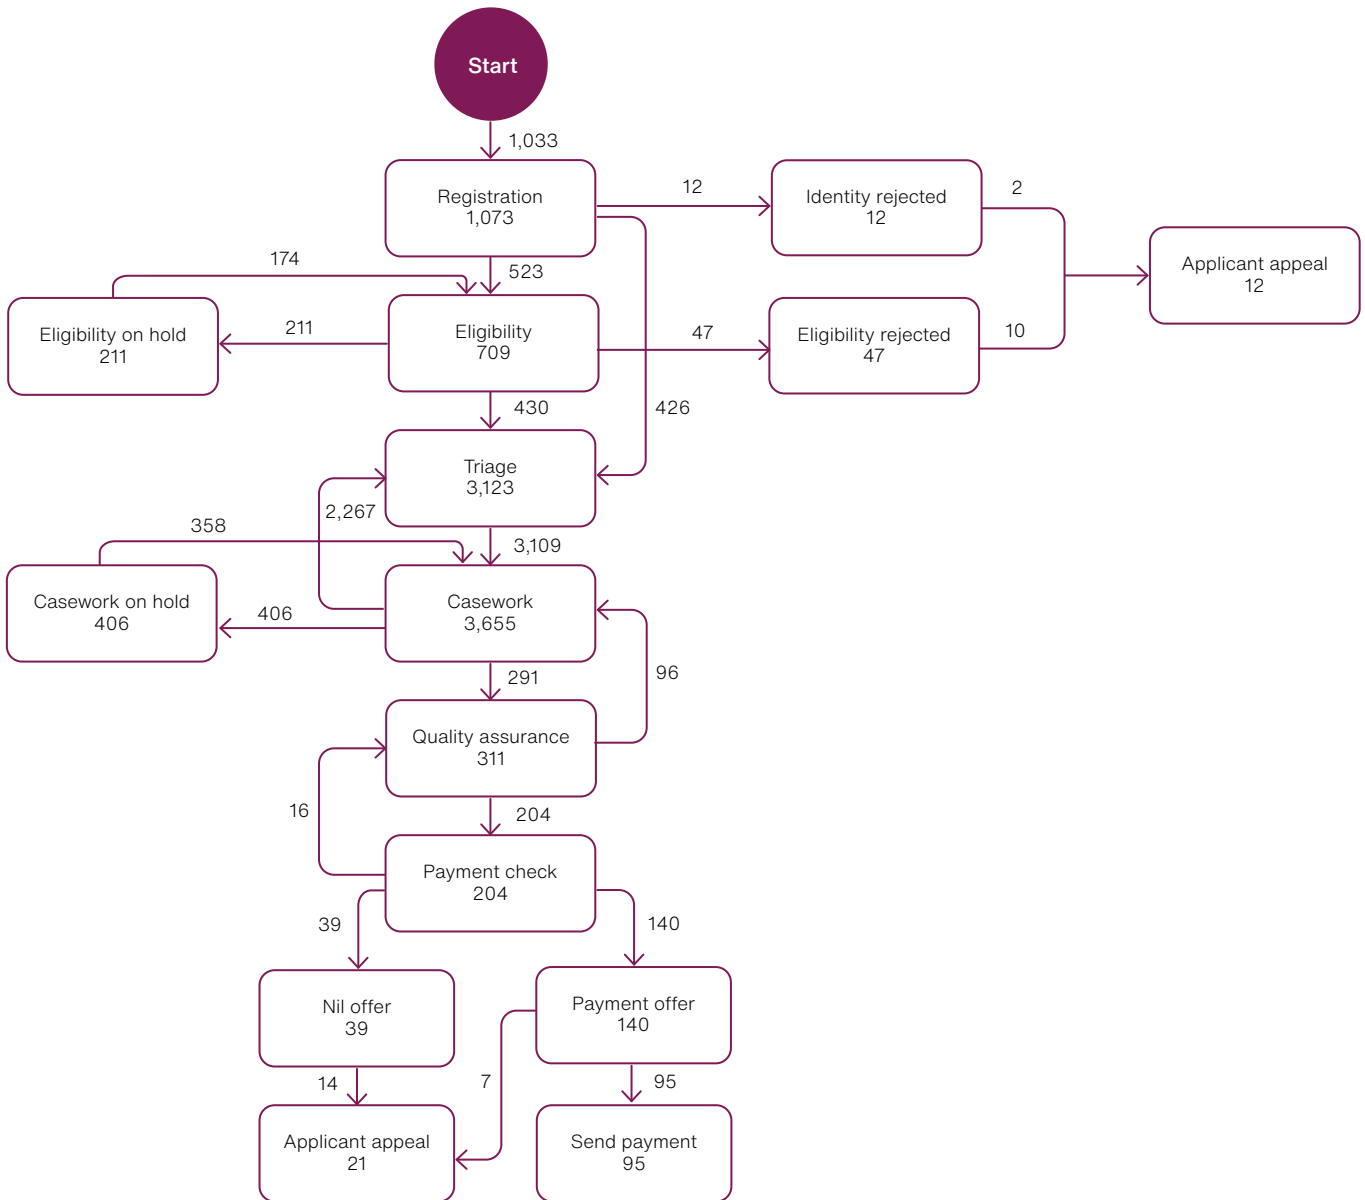 Start
1,033
Registration
1,073
12
Identity rejected
12
2
Applicant appeal
12
523
174
Eligibility on hold
211
211
Eligibility
709
47
Eligibility rejected
47
10
430
426
Triage
3,123
2,267
358
3,109
Casework on hold
406
406
Casework
3,655
291
96
Quality assurance
311
16
204
Payment check
204
39
140
Nil offer
39
Payment offer
140
14
7
95
Applicant appeal
21
Send payment
95